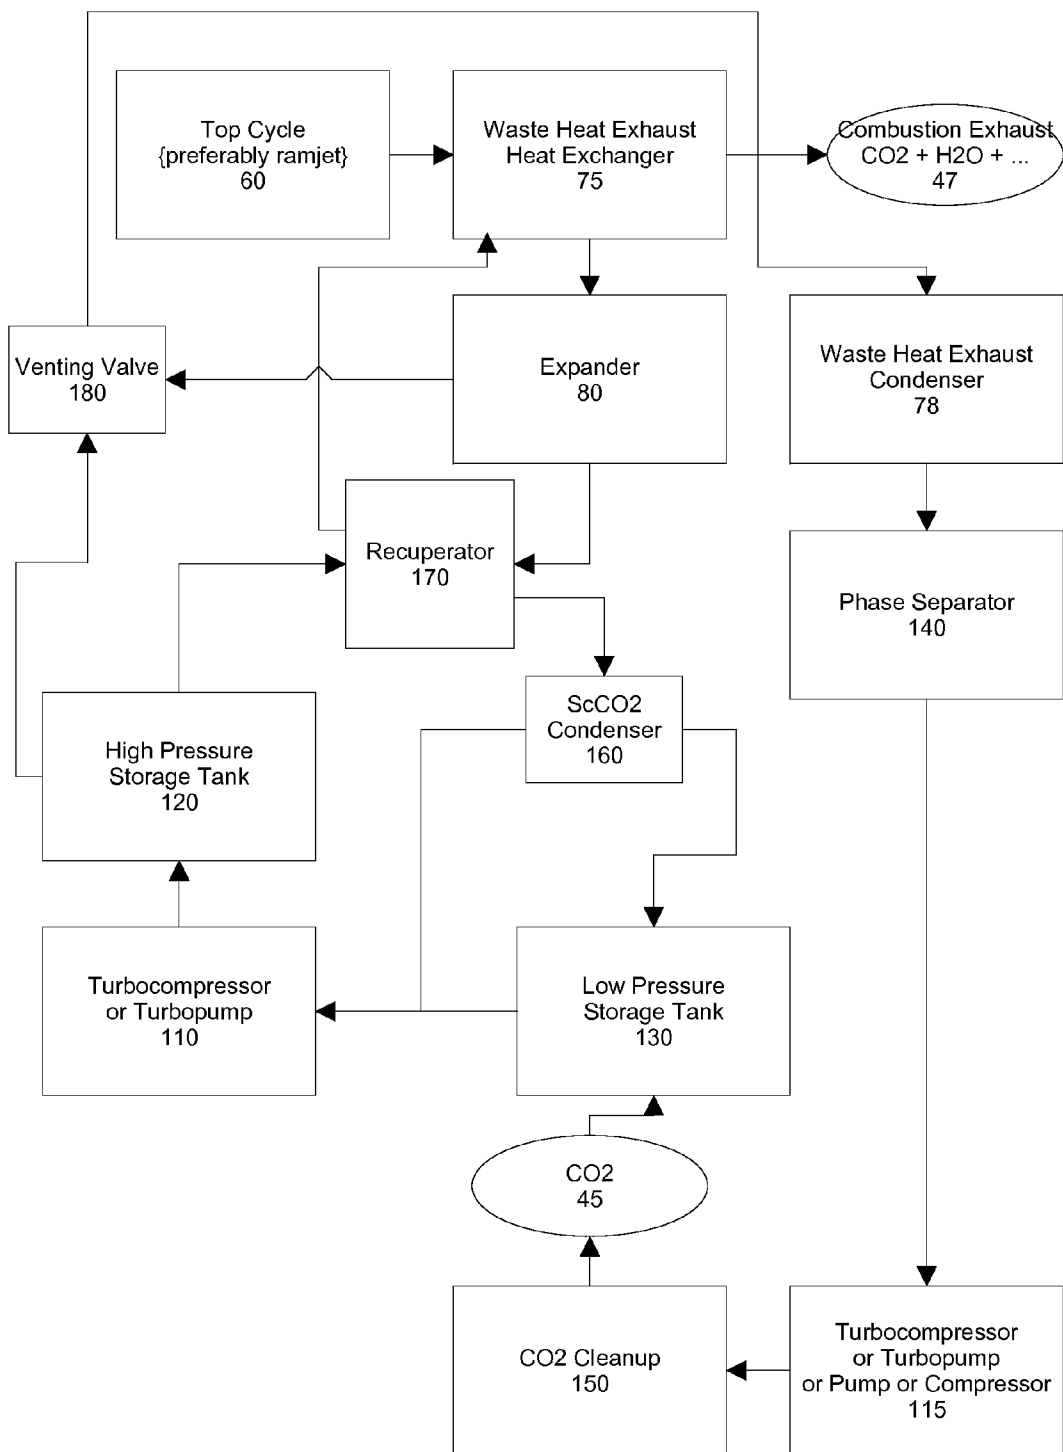 Top Cycle
{preferably ramjet}
60
Waste Heat Exhaust
Heat Exchanger
75
Combustion Exhaust
CO2 + H2O + ...
47
Venting Valve
180
Expander
80
Waste Heat Exhaust
Condenser
78
Recuperator
170
Phase Separator
140
High Pressure
Storage Tank
120
ScCO2
Condenser
160
Turbocompressor
or Turbopump
110
Low Pressure
Storage Tank
130
CO2
45
CO2 Cleanup
150
Turbocompressor
or Turbopump
or Pump or Compressor
115